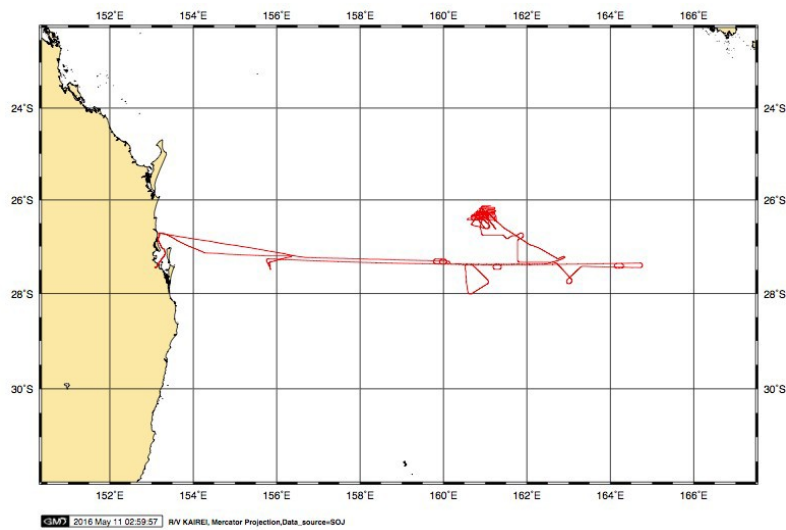 152°E 154°E 156°E 158°E 160°E 162°E 164°E 166°E
24°S 24°S
26°S 26°S
28°S 28°S
30°S 30°S
152°E 154°E 156°E 158°E 160°E 162°E 164°E 166°E
GMT 2016 May 11 02:59:57 R/V KAIREI, Mercator Projection,Data_source=SOJ